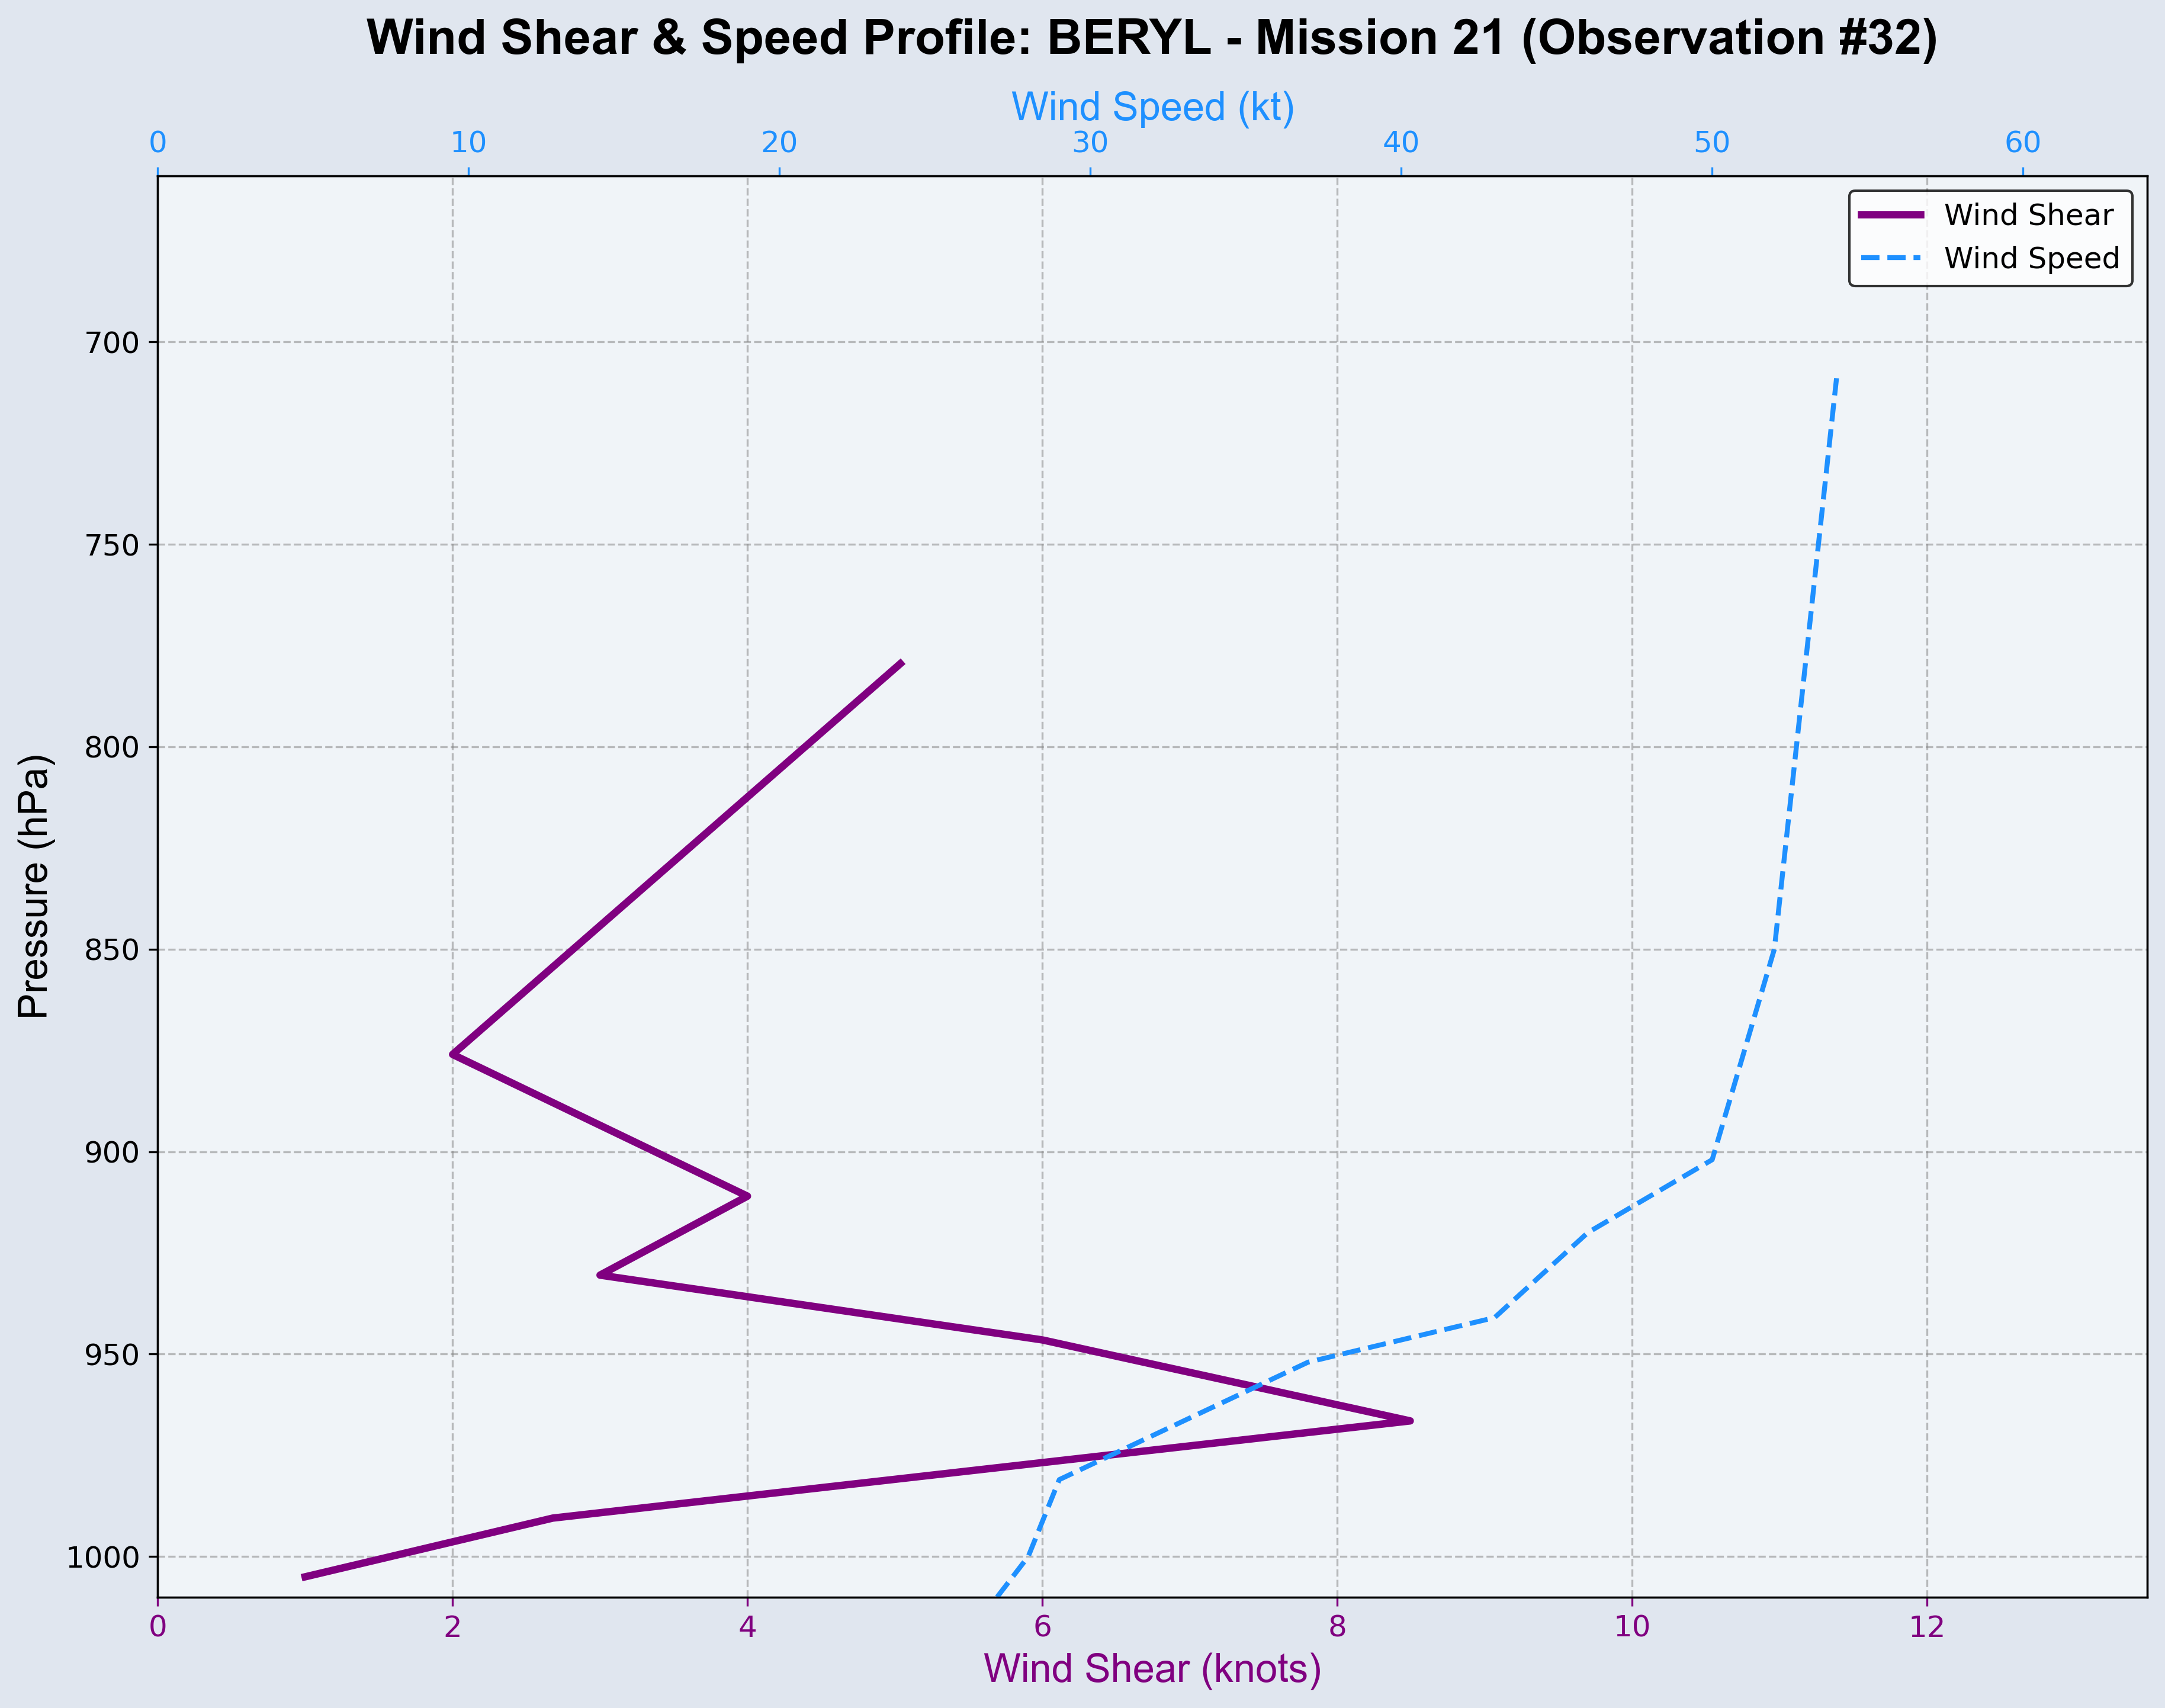 Wind Shear & Speed Profile: BERYL - Mission 21 (Observation #32)
Wind Speed (kt)
0 10 20 30 40 50 60
Wind Shear
Wind Speed
700
750
800
850
900
950
1000
Pressure (hPa)
0 2 4 6 8 10 12
Wind Shear (knots)